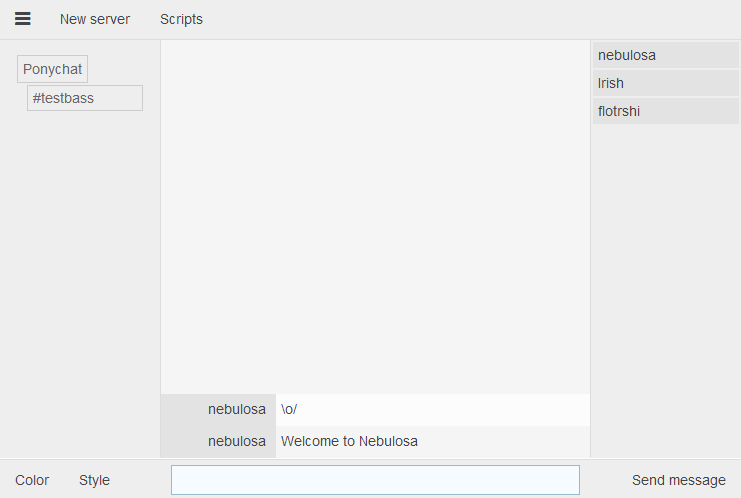 New server Scripts
Ponychat
#testbass
nebulosa
Irish
flotrshi
nebulosa \o/
nebulosa Welcome to Nebulosa
Color Style Send message